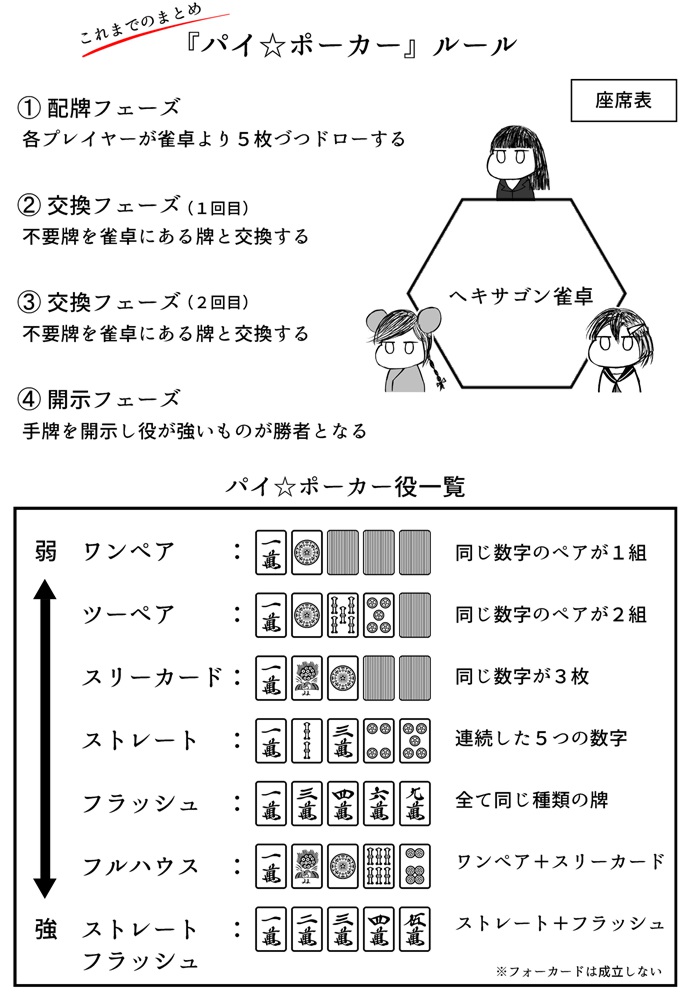 これまでのまとめ
『パイ☆ポーカー』ルール
座席表
① 配牌フェーズ
各プレイヤーが雀卓より５枚づつドローする
② 交換フェーズ（１回目）
不要牌を雀卓にある牌と交換する
③ 交換フェーズ（２回目）
不要牌を雀卓にある牌と交換する
④ 開示フェーズ
手牌を開示し役が強いものが勝者となる
ヘキサゴン雀卓
パイ☆ポーカー役一覧
弱 ワンペア ： 一萬 同じ数字のペアが１組
ツーペア ： 一萬 同じ数字のペアが２組
スリーカード ： 一萬 同じ数字が３枚
ストレート ： 一萬 三萬 連続した５つの数字
フラッシュ ： 一萬 三萬 四萬 六萬 九萬 全て同じ種類の牌
フルハウス ： 一萬 ワンペア＋スリーカード
強 ストレート ： 一萬 二萬 三萬 四萬 伍萬 ストレート＋フラッシュ
フラッシュ
※フォーカードは成立しない